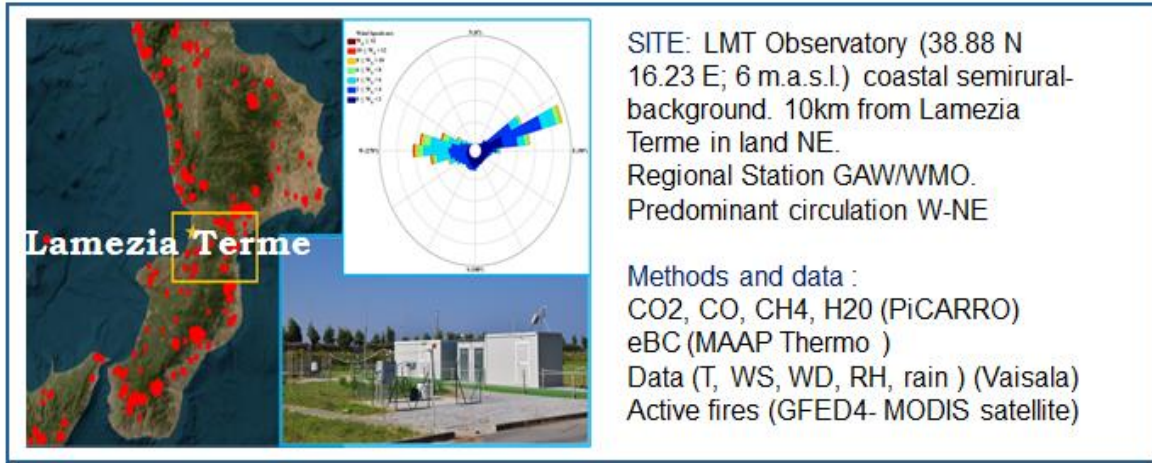 Lamezia Terme
SITE: LMT Observatory (38.88 N
16.23 E; 6 m.a.s.l.) coastal semirural-
background. 10km from Lamezia
Terme in land NE.
Regional Station GAW/WMO.
Predominant circulation W-NE
Methods and data :
CO2, CO, CH4, H20 (PiCARRO)
eBC (MAAP Thermo )
Data (T, WS, WD, RH, rain ) (Vaisala)
Active fires (GFED4- MODIS satellite)